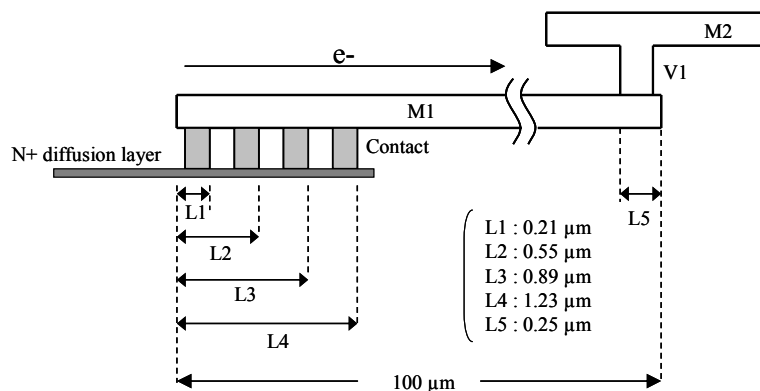 M2
e-
V1
M1
N+ diffusion layer
Contact
L1
L5
L2
L3
L4
L1 : 0.21 µm
L2 : 0.55 µm
L3 : 0.89 µm
L4 : 1.23 µm
L5 : 0.25 µm
100 µm